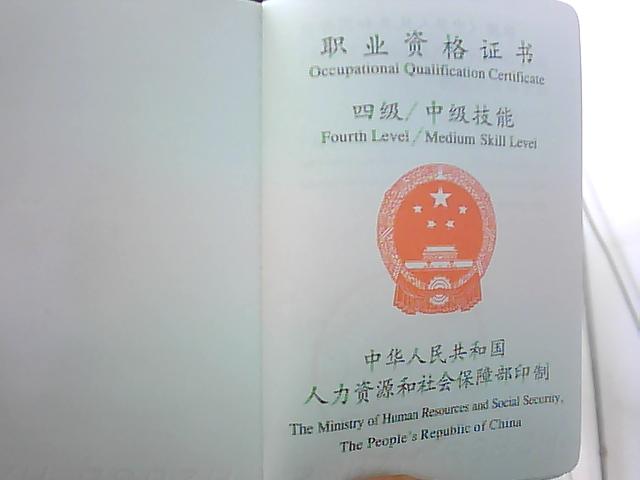 职业资格证书
Occupational Qualification Certificate
四级/中级技能
Fourth Level/Medium Skill Level
中华人民共和国
人力资源和社会保障部印制
The Ministry of Human Resources and Social Security,
The People's Republic of China